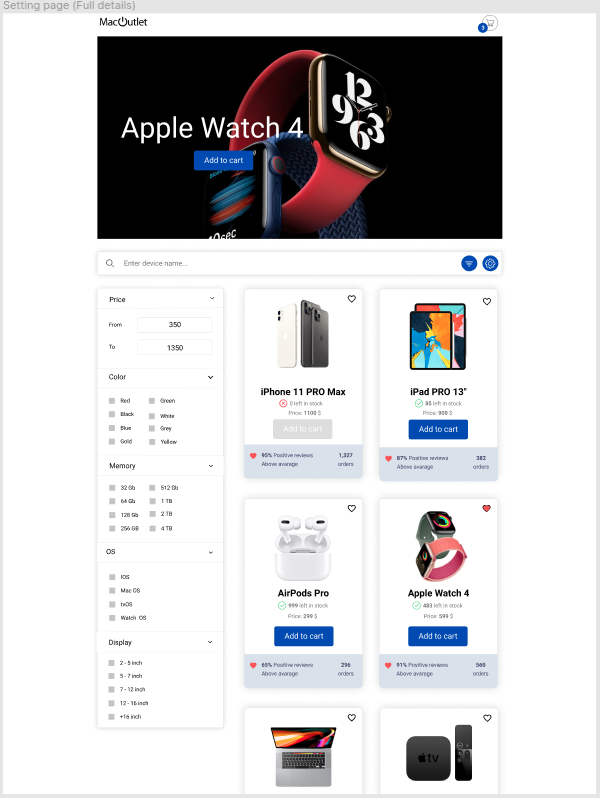 Setting page (Full details)
MacOutlet
Apple Watch 4
Add to cart
Enter device name...
Price
From
350
To
1350
Color
Red
Green
Black
White
Blue
Grey
Gold
Yellow
Memory
32 Gb
512 Gb
64 Gb
1 TB
128 Gb
2 TB
256 GB
4 TB
OS
IOS
Mac OS
tvOS
Watch OS
Display
2 - 5 inch
5 - 7 inch
7 - 12 inch
12 - 16 inch
+16 inch
iPhone 11 PRO Max
0 left in stock
Price: 1100 $
Add to cart
95% Positive reviews
Above avarage
1,327
orders
iPad PRO 13"
85 left in stock
Price: 900 $
Add to cart
87% Positive reviews
Above avarage
382
orders
AirPods Pro
999 left in stock
Price: 299 $
Add to cart
65% Positive reviews
Above avarage
296
orders
Apple Watch 4
483 left in stock
Price: 599 $
Add to cart
91% Positive reviews
Above avarage
560
orders
tv